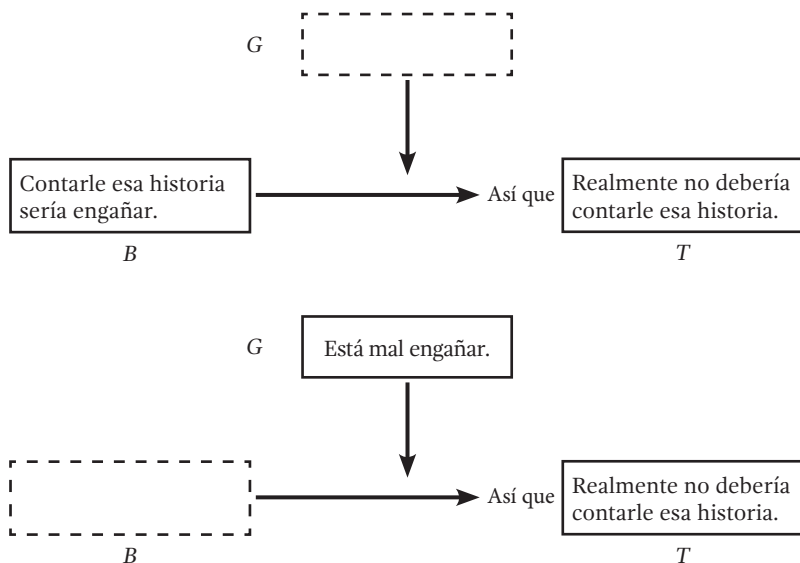 G
Contarle esa historia
sería engañar.
Así que
Realmente no debería
contarle esa historia.
B
T
G
Está mal engañar.
Así que
Realmente no debería
contarle esa historia.
B
T